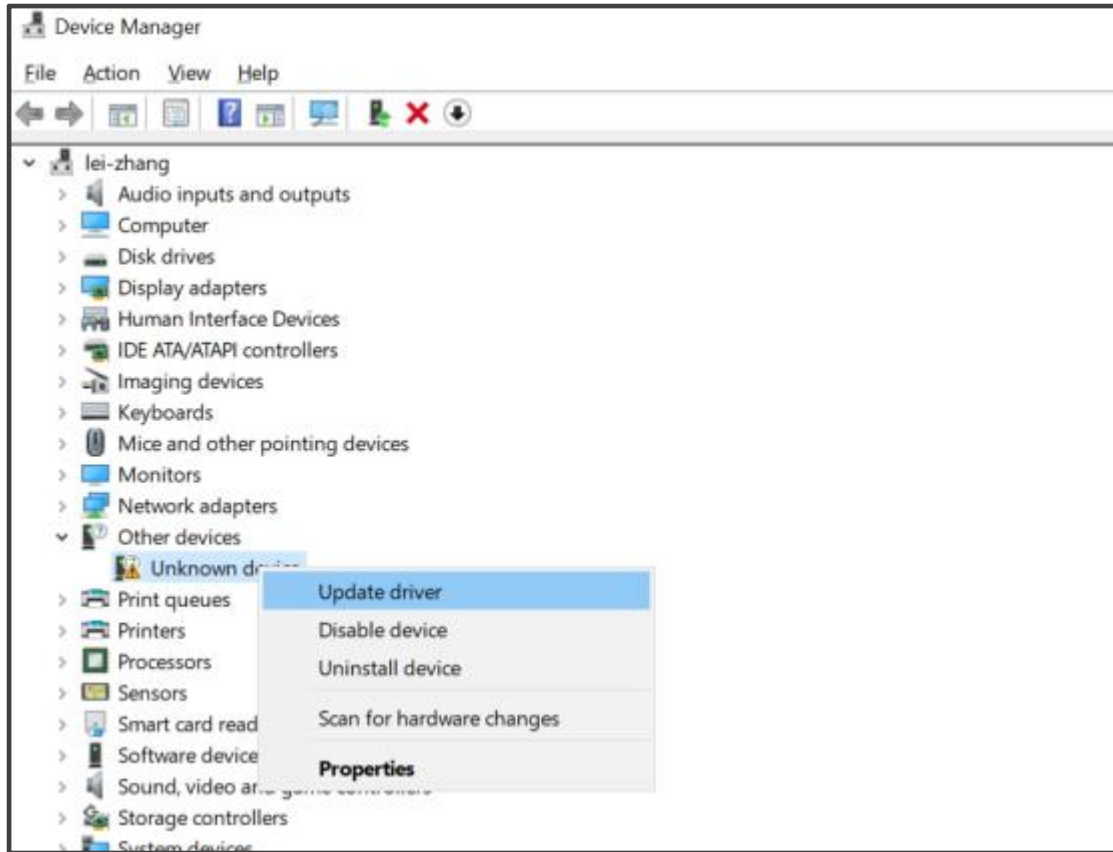 Device Manager
File Action View Help
lei-zhang
Audio inputs and outputs
Computer
Disk drives
Display adapters
Human Interface Devices
IDE ATA/ATAPI controllers
Imaging devices
Keyboards
Mice and other pointing devices
Monitors
Network adapters
Other devices
Unknown
Update driver
Print queues
Printers
Disable device
Processors
Uninstall device
Sensors
Smart card read
Scan for hardware changes
Software device
Properties
Sound, video
Storage controllers
System devices